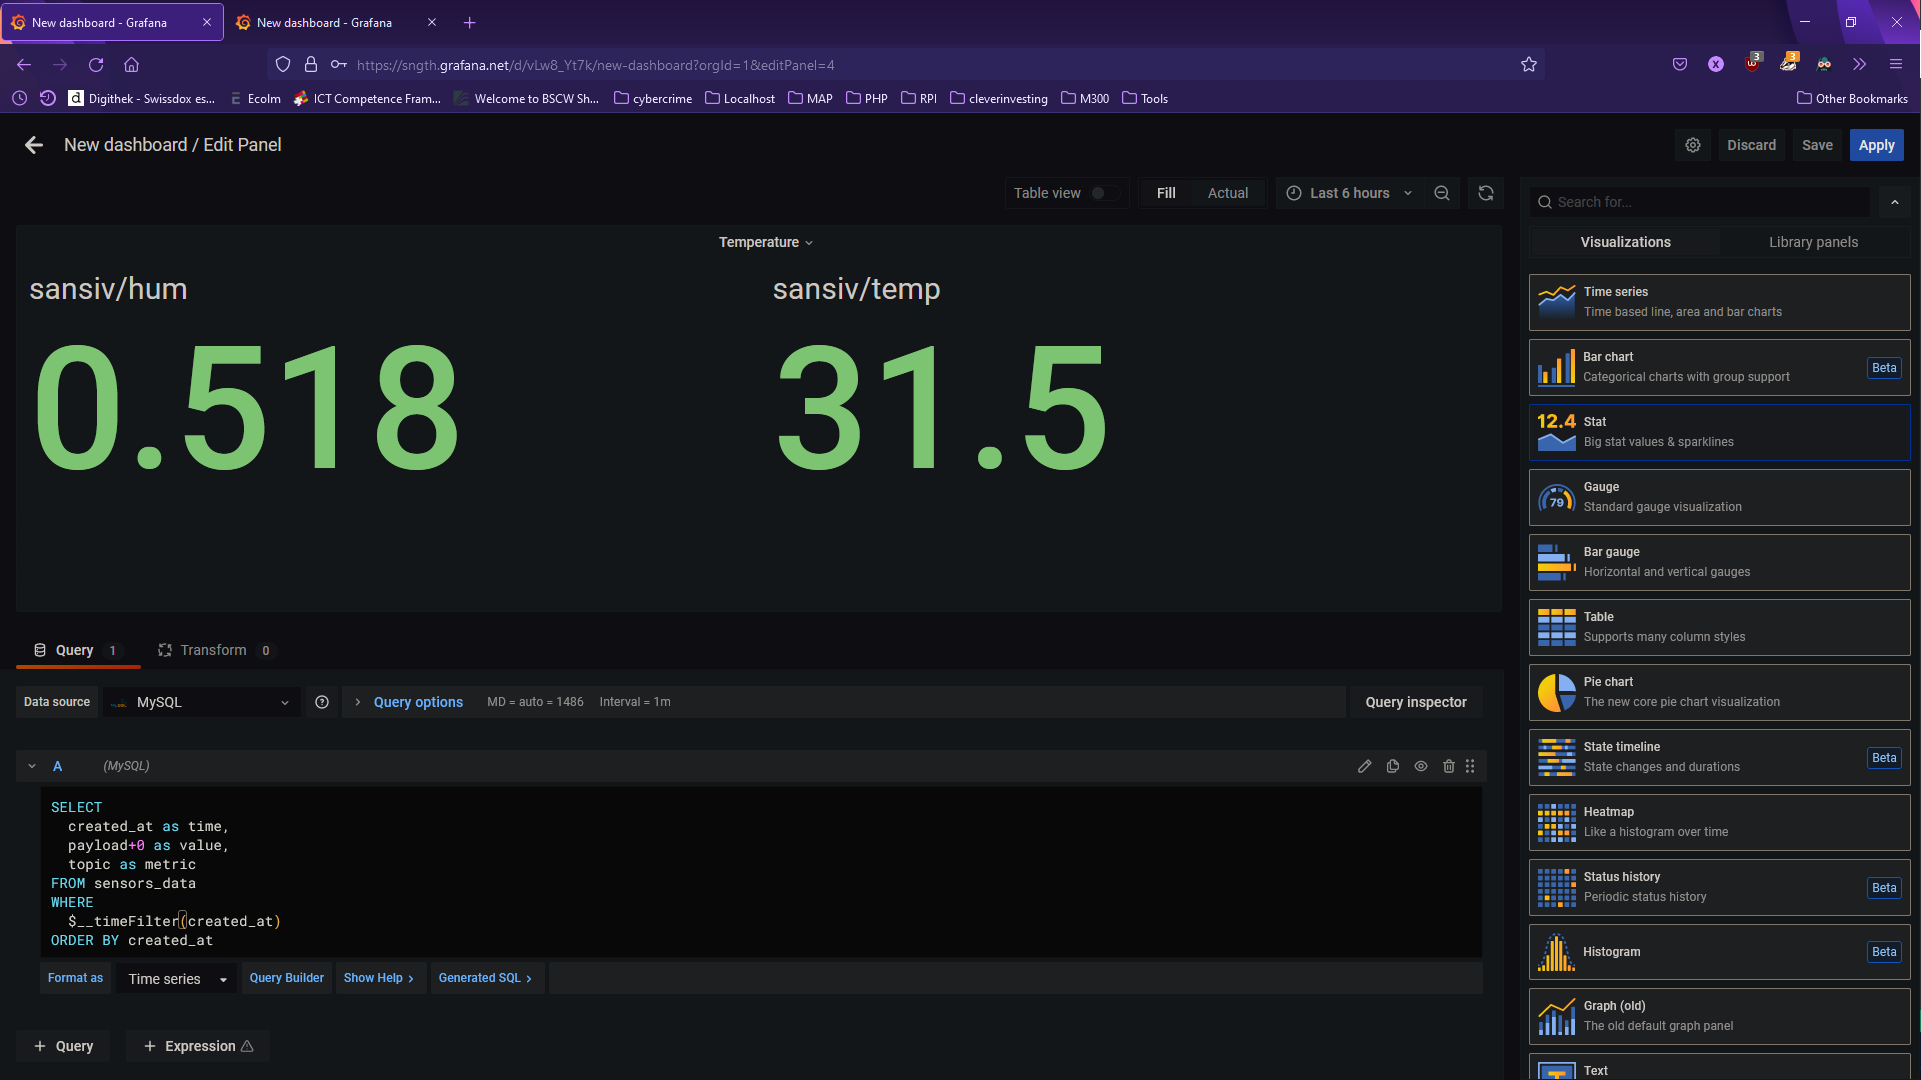 New dashboard - Grafana
New dashboard - Grafana
https://sngth.grafana.net/d/vLw8_Yt7k/new-dashboard?orgId=1&editPanel=4
X
3
3
d Digithek - Swissdox es...
E Ecolm
ICT Competence Fram...
Welcome to BSCW Sh...
cybercrime
Localhost
MAP
PHP
RPI
cleverinvesting
M300
Tools
Other Bookmarks
New dashboard / Edit Panel
Discard
Save
Apply
Table view
Fill
Actual
Last 6 hours
Search for...
Visualizations
Library panels
Temperature
sansiv/hum
0.518
sansiv/temp
31.5
Time series
Time based line, area and bar charts
Bar chart
Categorical charts with group support
Beta
12.4
Stat
Big stat values & sparklines
79
Gauge
Standard gauge visualization
Bar gauge
Horizontal and vertical gauges
Table
Supports many column styles
Pie chart
The new core pie chart visualization
State timeline
State changes and durations
Beta
Heatmap
Like a histogram over time
Status history
Periodic status history
Beta
Histogram
Beta
Graph (old)
The old default graph panel
Text
Query 1
Transform 0
Data source
MySQL
Query options
MD = auto = 1486
Interval = 1m
Query inspector
A
(MySQL)
SELECT
created_at as time,
payload+0 as value,
topic as metric
FROM sensors_data
WHERE
$__timeFilter(created_at)
ORDER BY created_at
Format as
Time series
Query Builder
Show Help >
Generated SQL >
+ Query
+ Expression